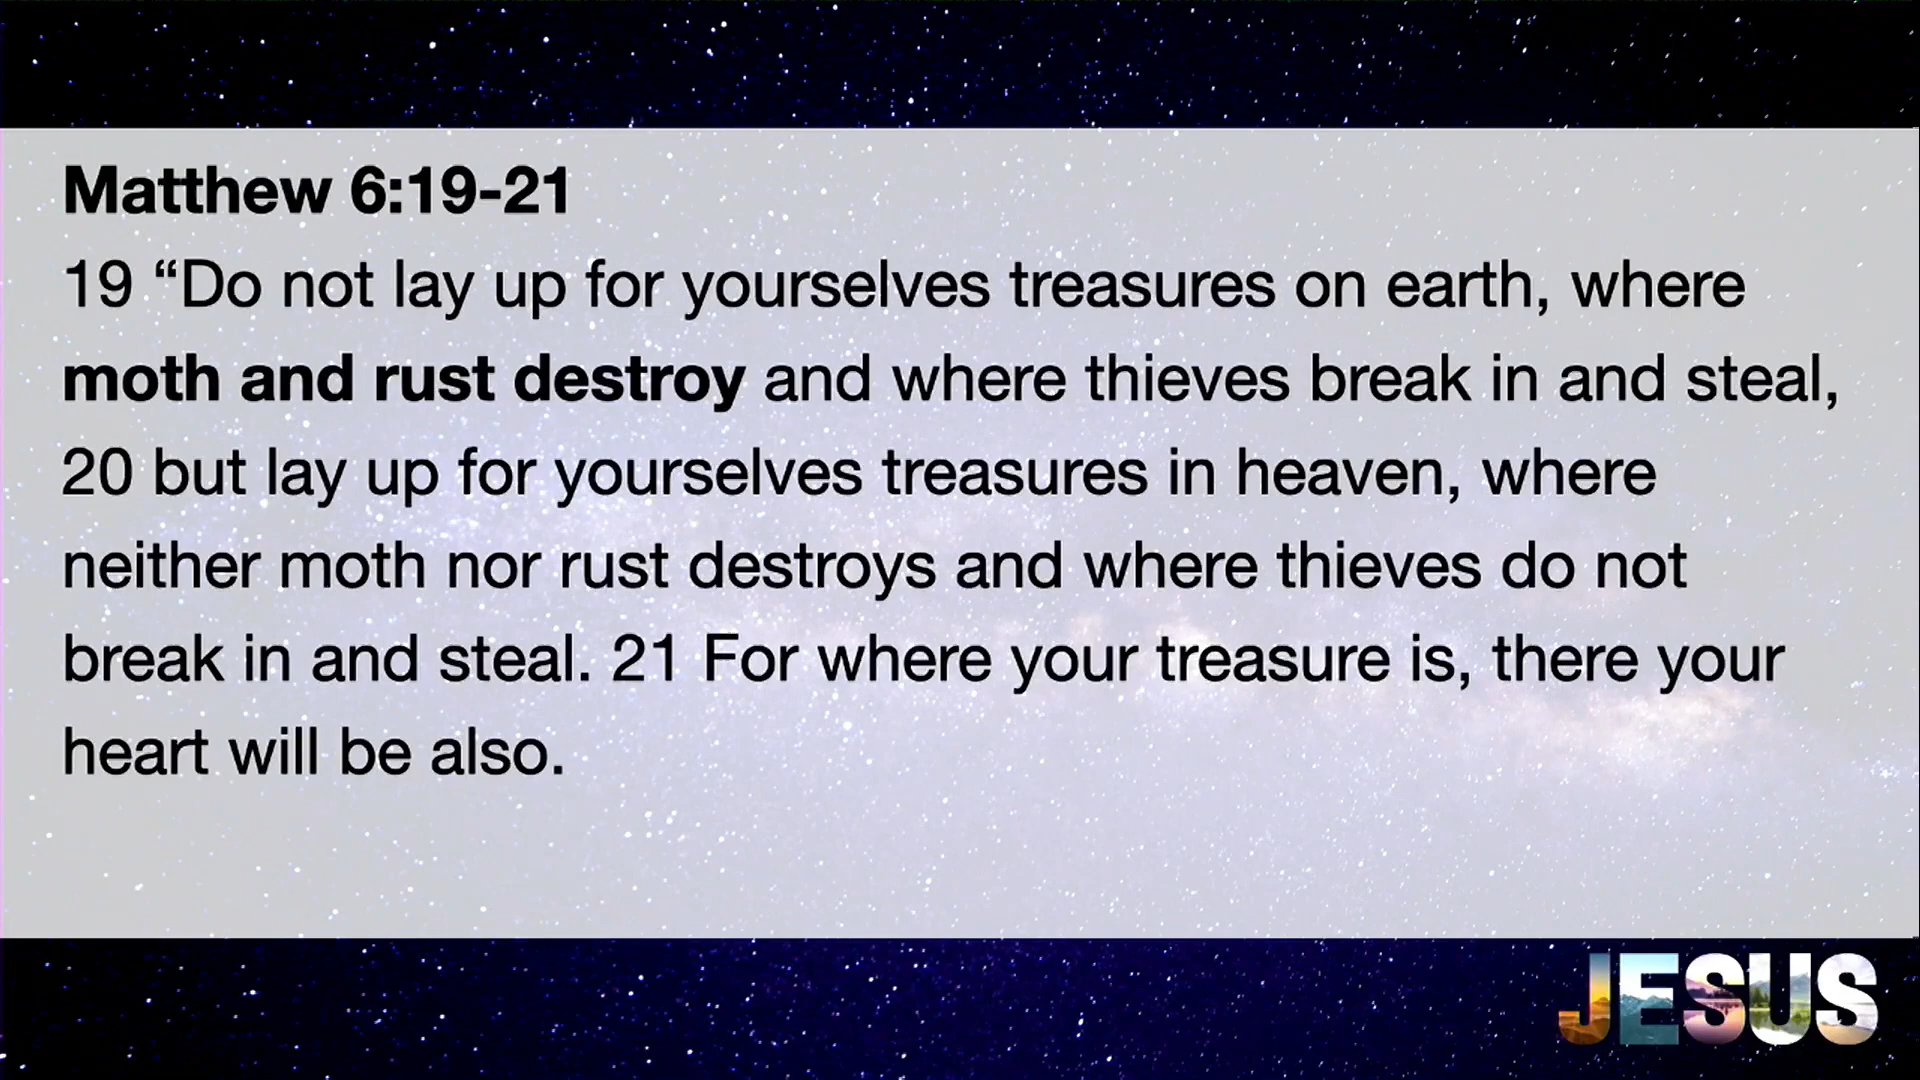 Matthew 6:19-21
19 “Do not lay up for yourselves treasures on earth, where
moth and rust destroy and where thieves break in and steal,
20 but lay up for yourselves treasures in heaven, where
neither moth nor rust destroys and where thieves do not
break in and steal. 21 For where your treasure is, there your
heart will be also.
JESUS